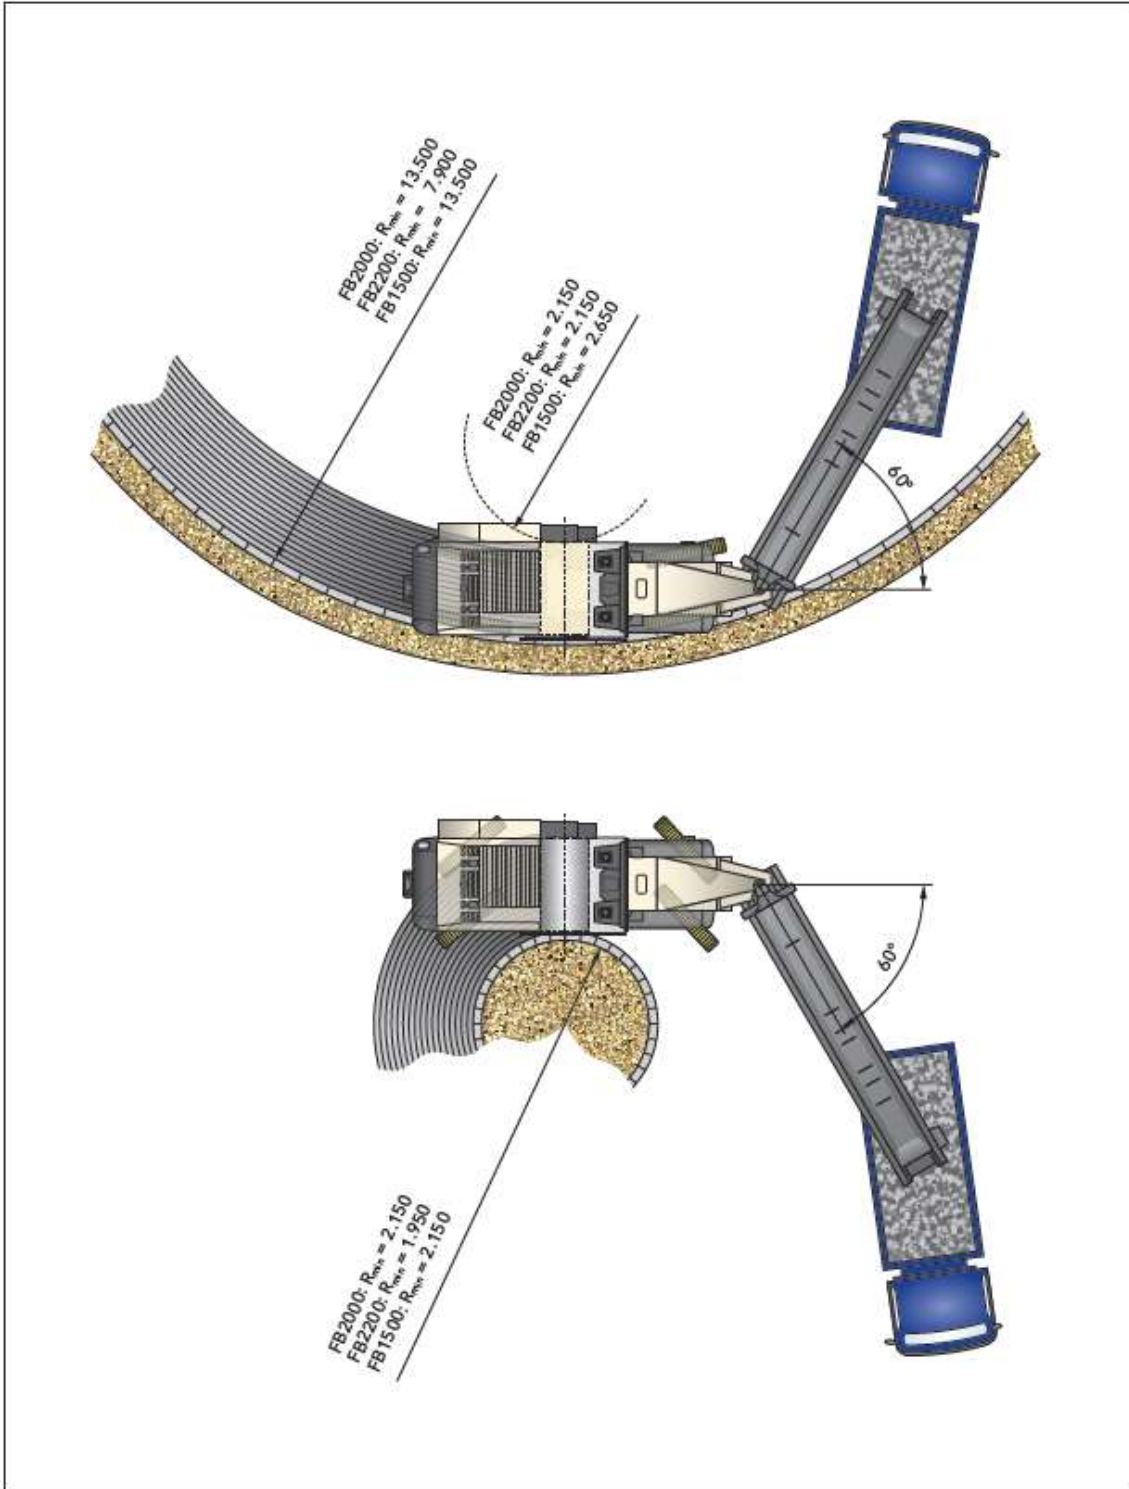 FB2000: Rmin = 13.500
FB2200: Rmin = 7.900
FB1500: Rmin = 13.500
FB2000: Rmin = 2.150
FB2200: Rmin = 2.150
FB1500: Rmin = 2.650
60°
60°
FB2000: Rmin = 2.150
FB2200: Rmin = 1.950
FB1500: Rmin = 2.150